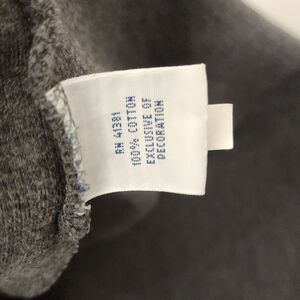 RN 41381
100% COTTON
EXCLUSIVE OF
DECORATION